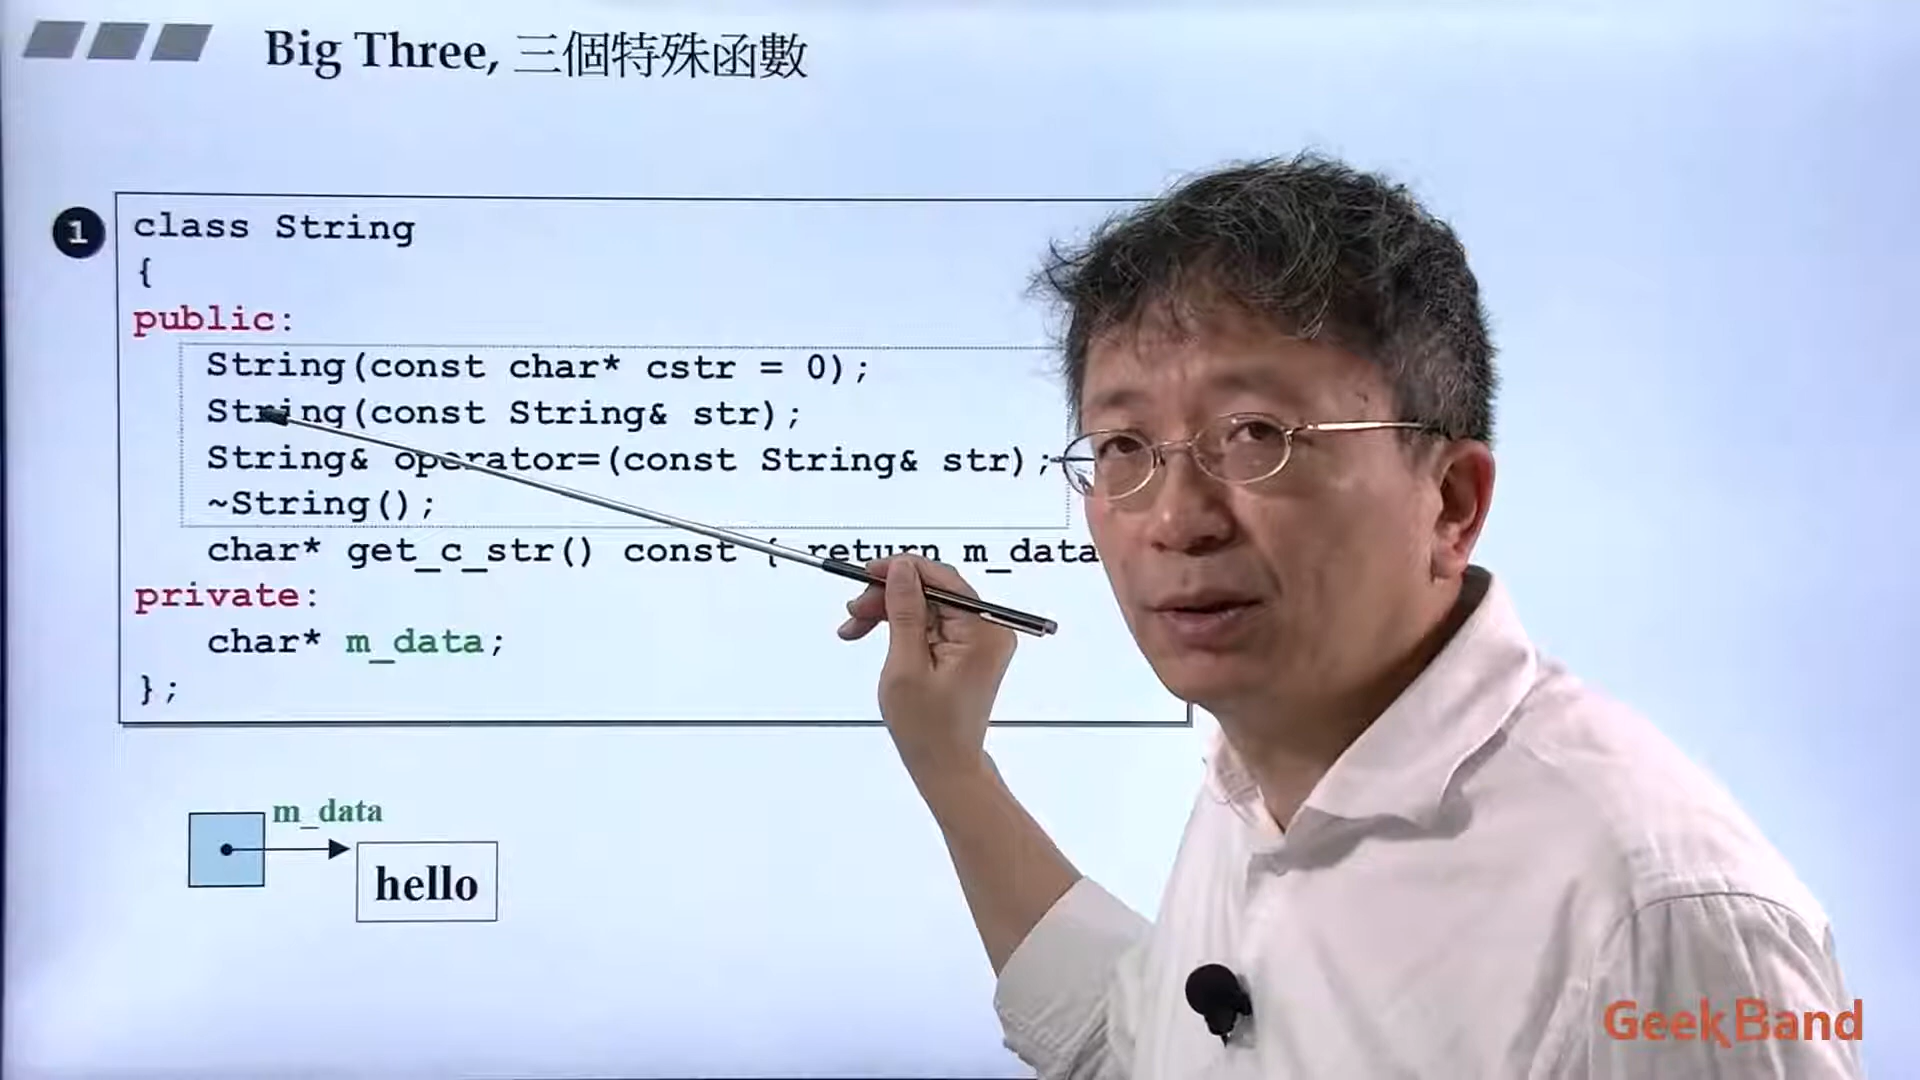 Big Three, 三個特殊函數
1
class String
{
public:
String(const char* cstr = 0);
String(const String& str);
String& operator=(const String& str);
~String();
char* get_c_str() const { return m_data
private:
char* m_data;
};
m_data
hello
GeekBand